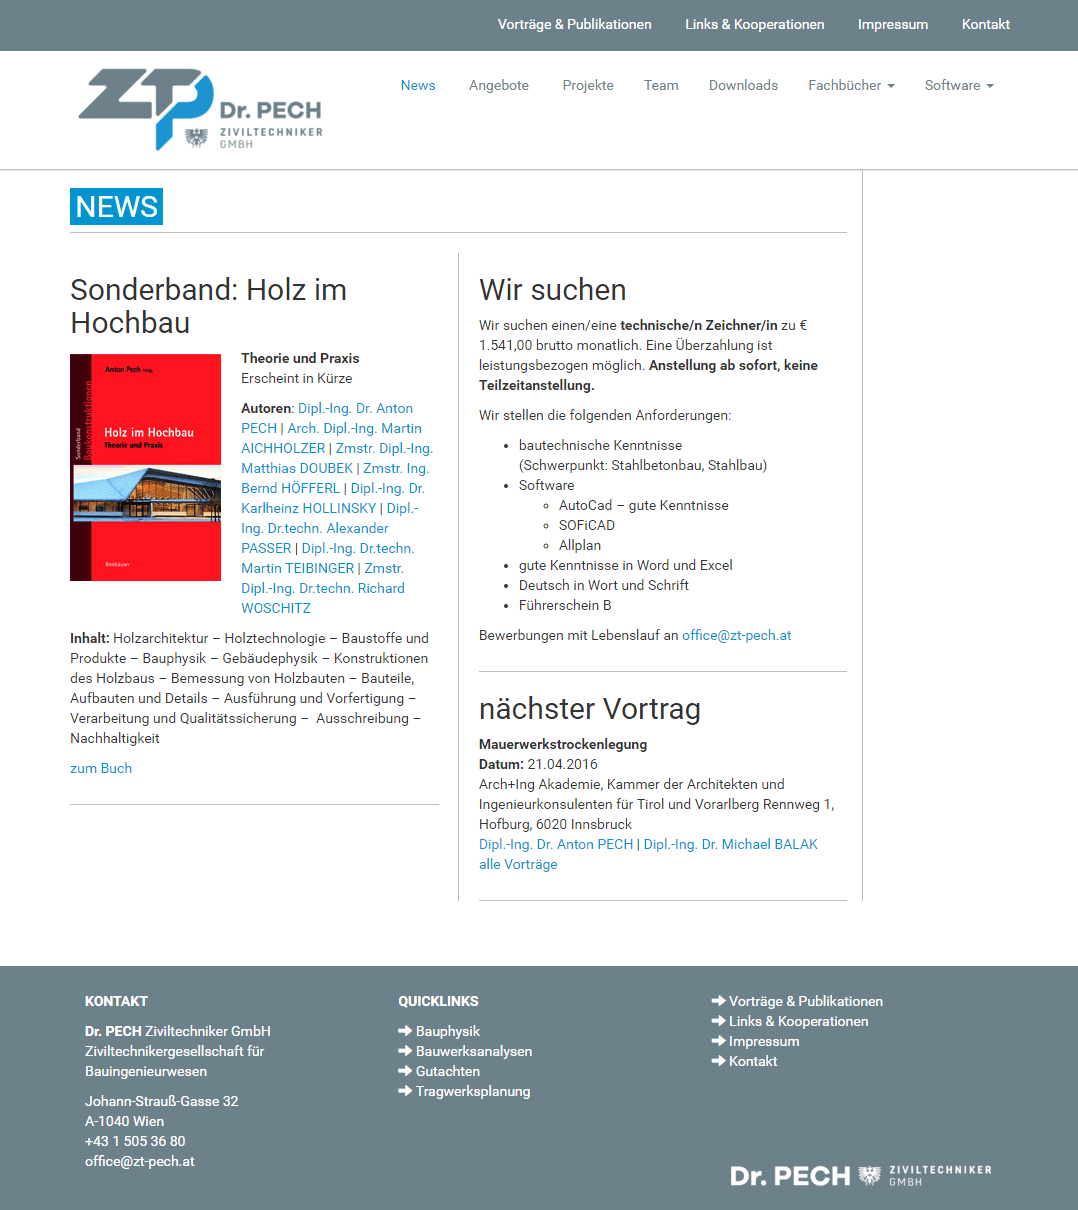 Vorträge & Publikationen Links & Kooperationen Impressum Kontakt
ZTP Dr. PECH
ZIVILTECHNIKER
GMBH
News Angebote Projekte Team Downloads Fachbücher Software
NEWS
Sonderband: Holz im
Hochbau
Anton Pech Hrsg.
Sonderband
Baukonstruktionen
Holz im Hochbau
Theorie und Praxis
Birkhäuser
Theorie und Praxis
Erscheint in Kürze
Autoren: Dipl.-Ing. Dr. Anton
PECH | Arch. Dipl.-Ing. Martin
AICHHOLZER | Zmstr. Dipl.-Ing.
Matthias DOUBEK | Zmstr. Ing.
Bernd HÖFFERL | Dipl.-Ing. Dr.
Karlheinz HOLLINSKY | Dipl.-
Ing. Dr.techn. Alexander
PASSER | Dipl.-Ing. Dr.techn.
Martin TEIBINGER | Zmstr.
Dipl.-Ing. Dr.techn. Richard
WOSCHITZ
Inhalt: Holzarchitektur – Holztechnologie – Baustoffe und
Produkte – Bauphysik – Gebäudephysik – Konstruktionen
des Holzbaus – Bemessung von Holzbauten – Bauteile,
Aufbauten und Details – Ausführung und Vorfertigung –
Verarbeitung und Qualitätssicherung – Ausschreibung –
Nachhaltigkeit
zum Buch
Wir suchen
Wir suchen einen/eine technische/n Zeichner/in zu €
1.541,00 brutto monatlich. Eine Überzahlung ist
leistungsbezogen möglich. Anstellung ab sofort, keine
Teilzeitanstellung.
Wir stellen die folgenden Anforderungen:
bautechnische Kenntnisse
(Schwerpunkt: Stahlbetonbau, Stahlbau)
Software
AutoCad – gute Kenntnisse
SOFiCAD
Allplan
gute Kenntnisse in Word und Excel
Deutsch in Wort und Schrift
Führerschein B
Bewerbungen mit Lebenslauf an office@zt-pech.at
nächster Vortrag
Mauerwerkstrockenlegung
Datum: 21.04.2016
Arch+Ing Akademie, Kammer der Architekten und
Ingenieurkonsulenten für Tirol und Vorarlberg Rennweg 1,
Hofburg, 6020 Innsbruck
Dipl.-Ing. Dr. Anton PECH | Dipl.-Ing. Dr. Michael BALAK
alle Vorträge
KONTAKT
Dr. PECH Ziviltechniker GmbH
Ziviltechnikergesellschaft für
Bauingenieurwesen
Johann-Strauß-Gasse 32
A-1040 Wien
+43 1 505 36 80
office@zt-pech.at
QUICKLINKS
Bauphysik
Bauwerksanalysen
Gutachten
Tragwerksplanung
Vorträge & Publikationen
Links & Kooperationen
Impressum
Kontakt
Dr. PECH ZIVILTECHNIKER
GMBH